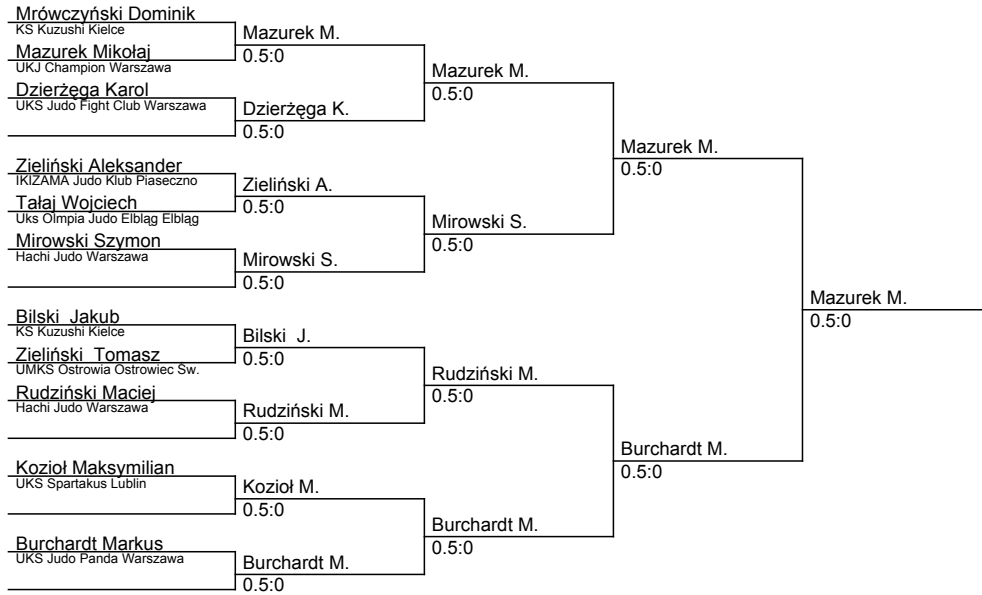 Mrówczyński Dominik
KS Kuzushi Kielce
Mazurek M.
Mazurek Mikołaj
0.5:0
UKJ Champion Warszawa
Mazurek M.
Dzierżęga Karol
0.5:0
UKS Judo Fight Club Warszawa
Dzierżęga K.
0.5:0
Mazurek M.
Zieliński Aleksander
0.5:0
IKIZAMA Judo Klub Piaseczno
Zieliński A.
Tałaj Wojciech
0.5:0
Uks Olmpia Judo Elbląg Elbląg
Mirowski S.
Mirowski Szymon
0.5:0
Hachi Judo Warszawa
Mirowski S.
0.5:0
Mazurek M.
Bilski  Jakub
0.5:0
KS Kuzushi Kielce
Bilski  J.
Zieliński  Tomasz
0.5:0
UMKS Ostrowia Ostrowiec Św.
Rudziński M.
Rudziński Maciej
0.5:0
Hachi Judo Warszawa
Rudziński M.
0.5:0
Burchardt M.
Kozioł Maksymilian
0.5:0
UKS Spartakus Lublin
Kozioł M.
0.5:0
Burchardt M.
Burchardt Markus
0.5:0
UKS Judo Panda Warszawa
Burchardt M.
0.5:0